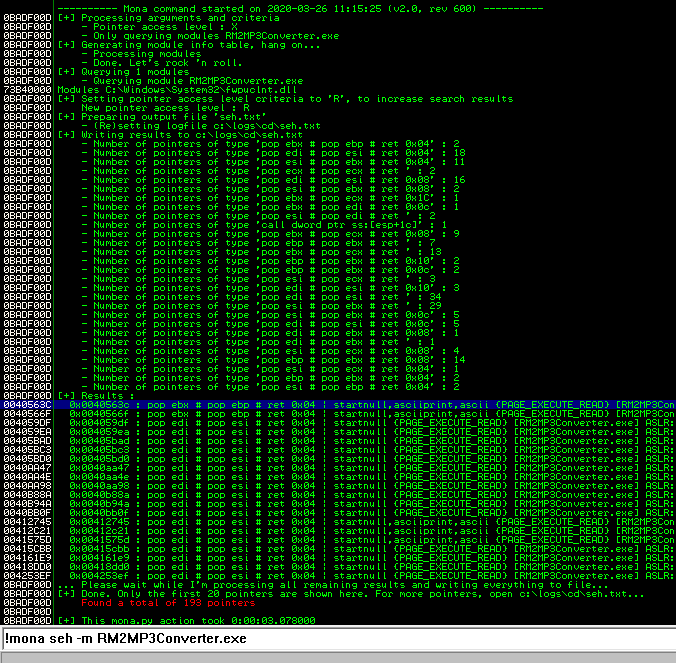 ---------- Mona command started on 2020-03-26 11:15:25 (v2.0, rev 600) ----------
0BADF00D [+] Processing arguments and criteria
0BADF00D - Pointer access level : X
0BADF00D - Only querying modules RM2MP3Converter.exe
0BADF00D [+] Generating module info table, hang on...
0BADF00D - Processing modules
0BADF00D - Done. Let's rock 'n roll.
0BADF00D [+] Querying 1 modules
0BADF00D - Querying module RM2MP3Converter.exe
73B40000 Modules C:\Windows\System32\fwpuclnt.dll
0BADF00D [+] Setting pointer access level criteria to 'R', to increase search results
0BADF00D New pointer access level : R
0BADF00D [+] Preparing output file 'seh.txt'
0BADF00D - (Re)setting logfile c:\logs\cd\seh.txt
0BADF00D [+] Writing results to c:\logs\cd\seh.txt
0BADF00D - Number of pointers of type 'pop ebx # pop ebp # ret 0x04' : 2
0BADF00D - Number of pointers of type 'pop edi # pop esi # ret 0x04' : 18
0BADF00D - Number of pointers of type 'pop esi # pop ebx # ret 0x04' : 11
0BADF00D - Number of pointers of type 'pop ecx # pop ecx # ret ' : 2
0BADF00D - Number of pointers of type 'pop edi # pop esi # ret 0x08' : 16
0BADF00D - Number of pointers of type 'pop esi # pop ebx # ret 0x08' : 2
0BADF00D - Number of pointers of type 'pop ebp # pop ebx # ret 0x1C' : 1
0BADF00D - Number of pointers of type 'pop ebx # pop edi # ret 0x0c' : 1
0BADF00D - Number of pointers of type 'pop esi # pop edi # ret ' : 2
0BADF00D - Number of pointers of type 'call dword ptr ss:[esp+1c]' : 1
0BADF00D - Number of pointers of type 'pop ebx # pop ecx # ret 0x08' : 9
0BADF00D - Number of pointers of type 'pop ebx # pop ebp # ret ' : 7
0BADF00D - Number of pointers of type 'pop ebx # pop ecx # ret ' : 13
0BADF00D - Number of pointers of type 'pop ebx # pop ebp # ret 0x10' : 2
0BADF00D - Number of pointers of type 'pop ebx # pop ebp # ret 0x0c' : 2
0BADF00D - Number of pointers of type 'pop esi # pop ecx # ret ' : 3
0BADF00D - Number of pointers of type 'pop edi # pop esi # ret 0x10' : 3
0BADF00D - Number of pointers of type 'pop edi # pop esi # ret ' : 34
0BADF00D - Number of pointers of type 'pop esi # pop ebx # ret ' : 29
0BADF00D - Number of pointers of type 'pop esi # pop ebx # ret 0x0c' : 5
0BADF00D - Number of pointers of type 'pop edi # pop esi # ret 0x0c' : 5
0BADF00D - Number of pointers of type 'pop edi # pop ebx # ret 0x08' : 1
0BADF00D - Number of pointers of type 'pop edi # pop ebx # ret ' : 1
0BADF00D - Number of pointers of type 'pop esi # pop ecx # ret 0x08' : 4
0BADF00D - Number of pointers of type 'pop ebx # pop ebp # ret 0x08' : 14
0BADF00D - Number of pointers of type 'pop ebp # pop ecx # ret 0x04' : 1
0BADF00D - Number of pointers of type 'pop ebp # pop ebx # ret ' : 2
0BADF00D - Number of pointers of type 'pop esi # pop ebp # ret 0x04' : 2
0BADF00D [+] Results :
0040563C 0x0040563c : pop ebx # pop ebp # ret 0x04 | startnull,asciiprint,ascii {PAGE_EXECUTE_READ} [RM2MP3Con
0040566F 0x0040566f : pop ebx # pop ebp # ret 0x04 | startnull,asciiprint,ascii {PAGE_EXECUTE_READ} [RM2MP3Con
004059DF 0x004059df : pop edi # pop esi # ret 0x04 | startnull {PAGE_EXECUTE_READ} [RM2MP3Converter.exe] ASLR:
004059EA 0x004059ea : pop edi # pop esi # ret 0x04 | startnull {PAGE_EXECUTE_READ} [RM2MP3Converter.exe] ASLR:
00405BAD 0x00405bad : pop edi # pop esi # ret 0x04 | startnull {PAGE_EXECUTE_READ} [RM2MP3Converter.exe] ASLR:
00405BC3 0x00405bc3 : pop edi # pop esi # ret 0x04 | startnull {PAGE_EXECUTE_READ} [RM2MP3Converter.exe] ASLR:
00405BD0 0x00405bd0 : pop edi # pop esi # ret 0x04 | startnull {PAGE_EXECUTE_READ} [RM2MP3Converter.exe] ASLR:
0040AA47 0x0040aa47 : pop edi # pop esi # ret 0x04 | startnull {PAGE_EXECUTE_READ} [RM2MP3Converter.exe] ASLR:
0040AA4E 0x0040aa4e : pop edi # pop esi # ret 0x04 | startnull {PAGE_EXECUTE_READ} [RM2MP3Converter.exe] ASLR:
0040AA98 0x0040aa98 : pop edi # pop esi # ret 0x04 | startnull {PAGE_EXECUTE_READ} [RM2MP3Converter.exe] ASLR:
0040B88A 0x0040b88a : pop edi # pop esi # ret 0x04 | startnull {PAGE_EXECUTE_READ} [RM2MP3Converter.exe] ASLR:
0040B94A 0x0040b94a : pop edi # pop esi # ret 0x04 | startnull {PAGE_EXECUTE_READ} [RM2MP3Converter.exe] ASLR:
0040BB0F 0x0040bb0f : pop edi # pop esi # ret 0x04 | startnull {PAGE_EXECUTE_READ} [RM2MP3Converter.exe] ASLR:
00412745 0x00412745 : pop edi # pop esi # ret 0x04 | startnull,asciiprint,ascii {PAGE_EXECUTE_READ} [RM2MP3Con
00412C21 0x00412c21 : pop edi # pop esi # ret 0x04 | startnull,asciiprint,ascii {PAGE_EXECUTE_READ} [RM2MP3Con
0041575D 0x0041575d : pop edi # pop esi # ret 0x04 | startnull,asciiprint,ascii {PAGE_EXECUTE_READ} [RM2MP3Con
00415CBB 0x00415cbb : pop edi # pop esi # ret 0x04 | startnull {PAGE_EXECUTE_READ} [RM2MP3Converter.exe] ASLR:
004161E9 0x004161e9 : pop edi # pop esi # ret 0x04 | startnull {PAGE_EXECUTE_READ} [RM2MP3Converter.exe] ASLR:
00418DD0 0x00418dd0 : pop edi # pop esi # ret 0x04 | startnull {PAGE_EXECUTE_READ} [RM2MP3Converter.exe] ASLR:
004253EF 0x004253ef : pop edi # pop esi # ret 0x04 | startnull {PAGE_EXECUTE_READ} [RM2MP3Converter.exe] ASLR:
0BADF00D ... Please wait while I'm processing all remaining results and writing everything to file...
0BADF00D [+] Done. Only the first 20 pointers are shown here. For more pointers, open c:\logs\cd\seh.txt...
0BADF00D Found a total of 193 pointers
0BADF00D
0BADF00D [+] This mona.py action took 0:00:03.078000
!mona seh -m RM2MP3Converter.exe